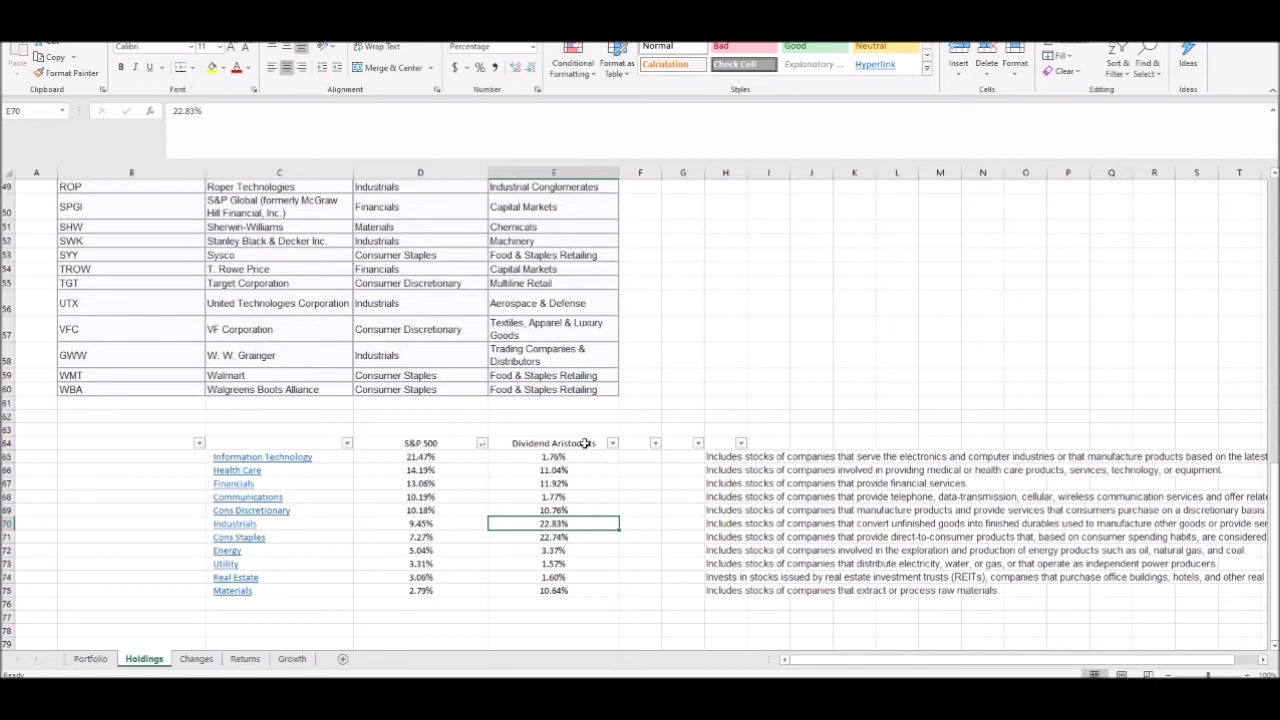 Copy
Format Painter
Clipboard
Calibri
11
A A
B I U
Font
Wrap Text
Merge & Center
Alignment
Percentage
$ % 9
Number
Conditional Formatting
Format as Table
Normal Bad Good Neutral
Calculation Check Cell Explanatory ... Hyperlink
Styles
Insert Delete Format
Cells
Fill
Clear
Sort & Filter
Find & Select
Editing
Ideas
Ideas
E70 fx 22.83%
A B C D E F G H I J K L M N O P Q R S T
49 ROP Roper Technologies Industrials Industrial Conglomerates
50 SPGI S&P Global (formerly McGraw Hill Financial, Inc.) Financials Capital Markets
51 SHW Sherwin-Williams Materials Chemicals
52 SWK Stanley Black & Decker Inc. Industrials Machinery
53 SYY Sysco Consumer Staples Food & Staples Retailing
54 TROW T. Rowe Price Financials Capital Markets
55 TGT Target Corporation Consumer Discretionary Multiline Retail
56 UTX United Technologies Corporation Industrials Aerospace & Defense
57 VFC VF Corporation Consumer Discretionary Textiles, Apparel & Luxury Goods
58 GWW W. W. Grainger Industrials Trading Companies & Distributors
59 WMT Walmart Consumer Staples Food & Staples Retailing
60 WBA Walgreens Boots Alliance Consumer Staples Food & Staples Retailing
61
62
63
64 S&P 500 Dividend Aristocrats
65 Information Technology 21.47% 1.76% Includes stocks of companies that serve the electronics and computer industries or that manufacture products based on the latest
66 Health Care 14.19% 11.04% Includes stocks of companies involved in providing medical or health care products, services, technology, or equipment.
67 Financials 13.06% 11.92% Includes stocks of companies that provide financial services.
68 Communications 10.19% 1.77% Includes stocks of companies that provide telephone, data-transmission, cellular, wireless communication services and offer relate
69 Cons Discretionary 10.18% 10.76% Includes stocks of companies that manufacture products and provide services that consumers purchase on a discretionary basis.
70 Industrials 9.45% 22.83% Includes stocks of companies that convert unfinished goods into finished durables used to manufacture other goods or provide ser
71 Cons Staples 7.27% 22.74% Includes stocks of companies that provide direct-to-consumer products that, based on consumer spending habits, are considered
72 Energy 5.04% 3.37% Includes stocks of companies involved in the exploration and production of energy products such as oil, natural gas, and coal.
73 Utility 3.31% 1.57% Includes stocks of companies that distribute electricity, water, or gas, or that operate as independent power producers.
74 Real Estate 3.06% 1.60% Invests in stocks issued by real estate investment trusts (REITs), companies that purchase office buildings, hotels, and other real
75 Materials 2.79% 10.64% Includes stocks of companies that extract or process raw materials.
76
77
78
79
Portfolio Holdings Changes Returns Growth
Ready 100%